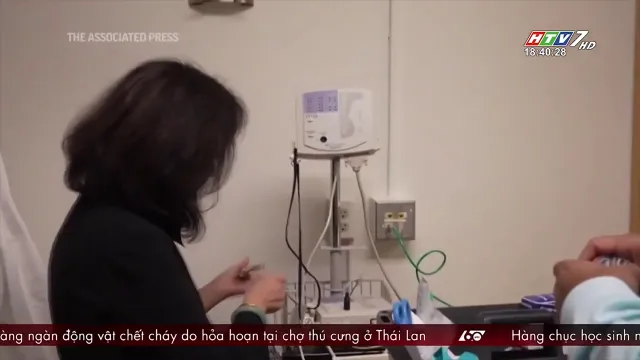 THE ASSOCIATED PRESS
HTV7 HD
18:40:28
àng ngàn động vật chết cháy do hỏa hoạn tại chợ thú cưng ở Thái Lan 60 Hàng chục học sinh